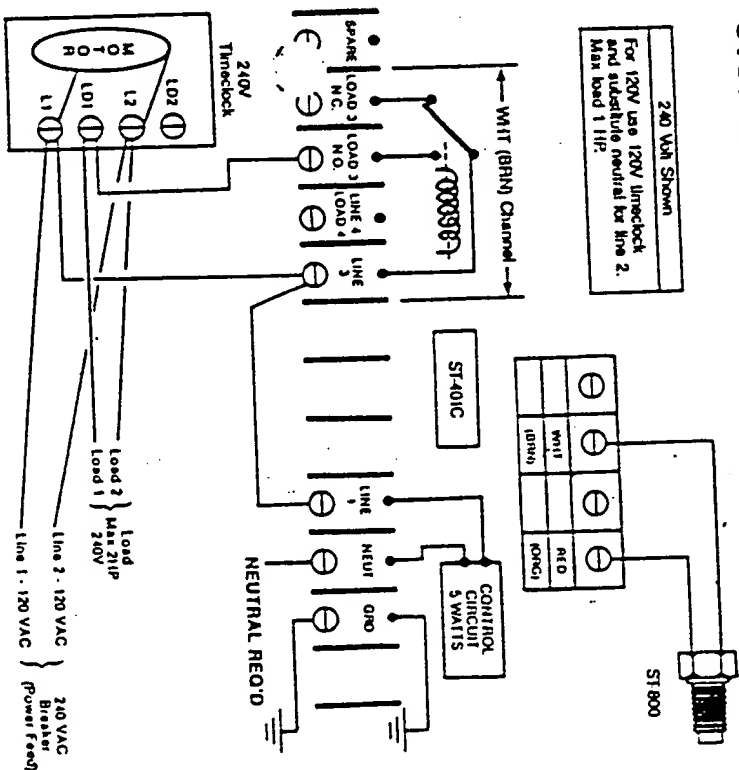 240 Volt Shown
For 120V use 120V timeclock
and substitute neutral for line 2.
Max load 1 HP.
WHT (BRN) Channel
SPARE
LOAD 3
N.C.
LOAD 3
N.O.
LINE 4
LOAD 4
LINE
3
LINE
1
NEUT
GRD
240V
Timeclock
MOTOR
LD2
L2
LD1
L1
ST-401C
WHT
(BRN)
RED
(ORG)
ST-800
CONTROL
CIRCUIT
5 WATTS
NEUTRAL REQ'D
Load 2
Load 1
Load
Max 2HP
240V
Line 2 - 120 VAC
Line 1 - 120 VAC
240 VAC
Breaker
(Power Feed)